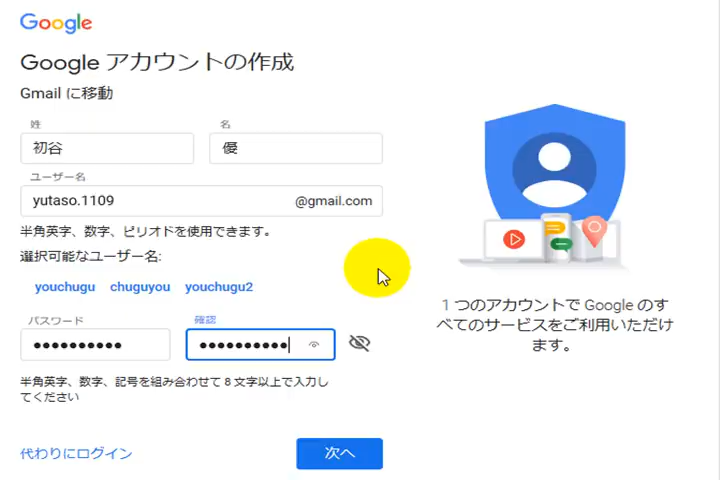 Google
Google アカウントの作成
Gmail に移動
姓
名
初谷
優
ユーザー名
yutaso.1109
@gmail.com
半角英字、数字、ピリオドを使用できます。
選択可能なユーザー名:
youchugu chuguyou youchugu2
パスワード
確認
••••••••••
••••••••••
半角英字、数字、記号を組み合わせて 8 文字以上で入力し
てください
代わりにログイン
次へ
1 つのアカウントで Google のす
べてのサービスをご利用いただけ
ます。